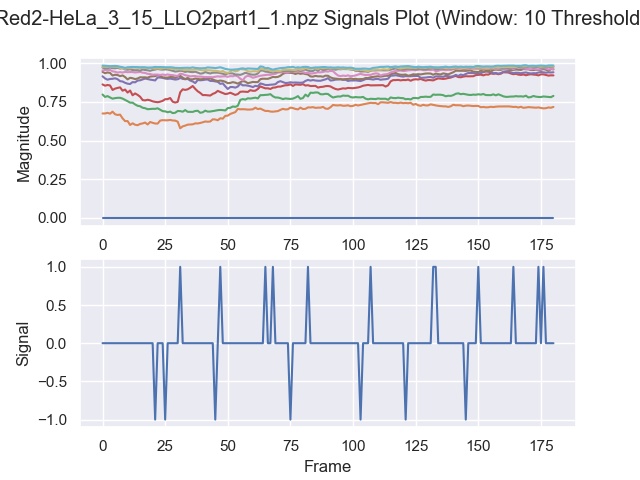 Red2-HeLa_3_15_LLO2part1_1.npz Signals Plot (Window: 10 Threshold
1.00
0.75
0.50
0.25
0.00
Magnitude
0 25 50 75 100 125 150 175
1.0
0.5
0.0
−0.5
−1.0
Signal
0 25 50 75 100 125 150 175
Frame